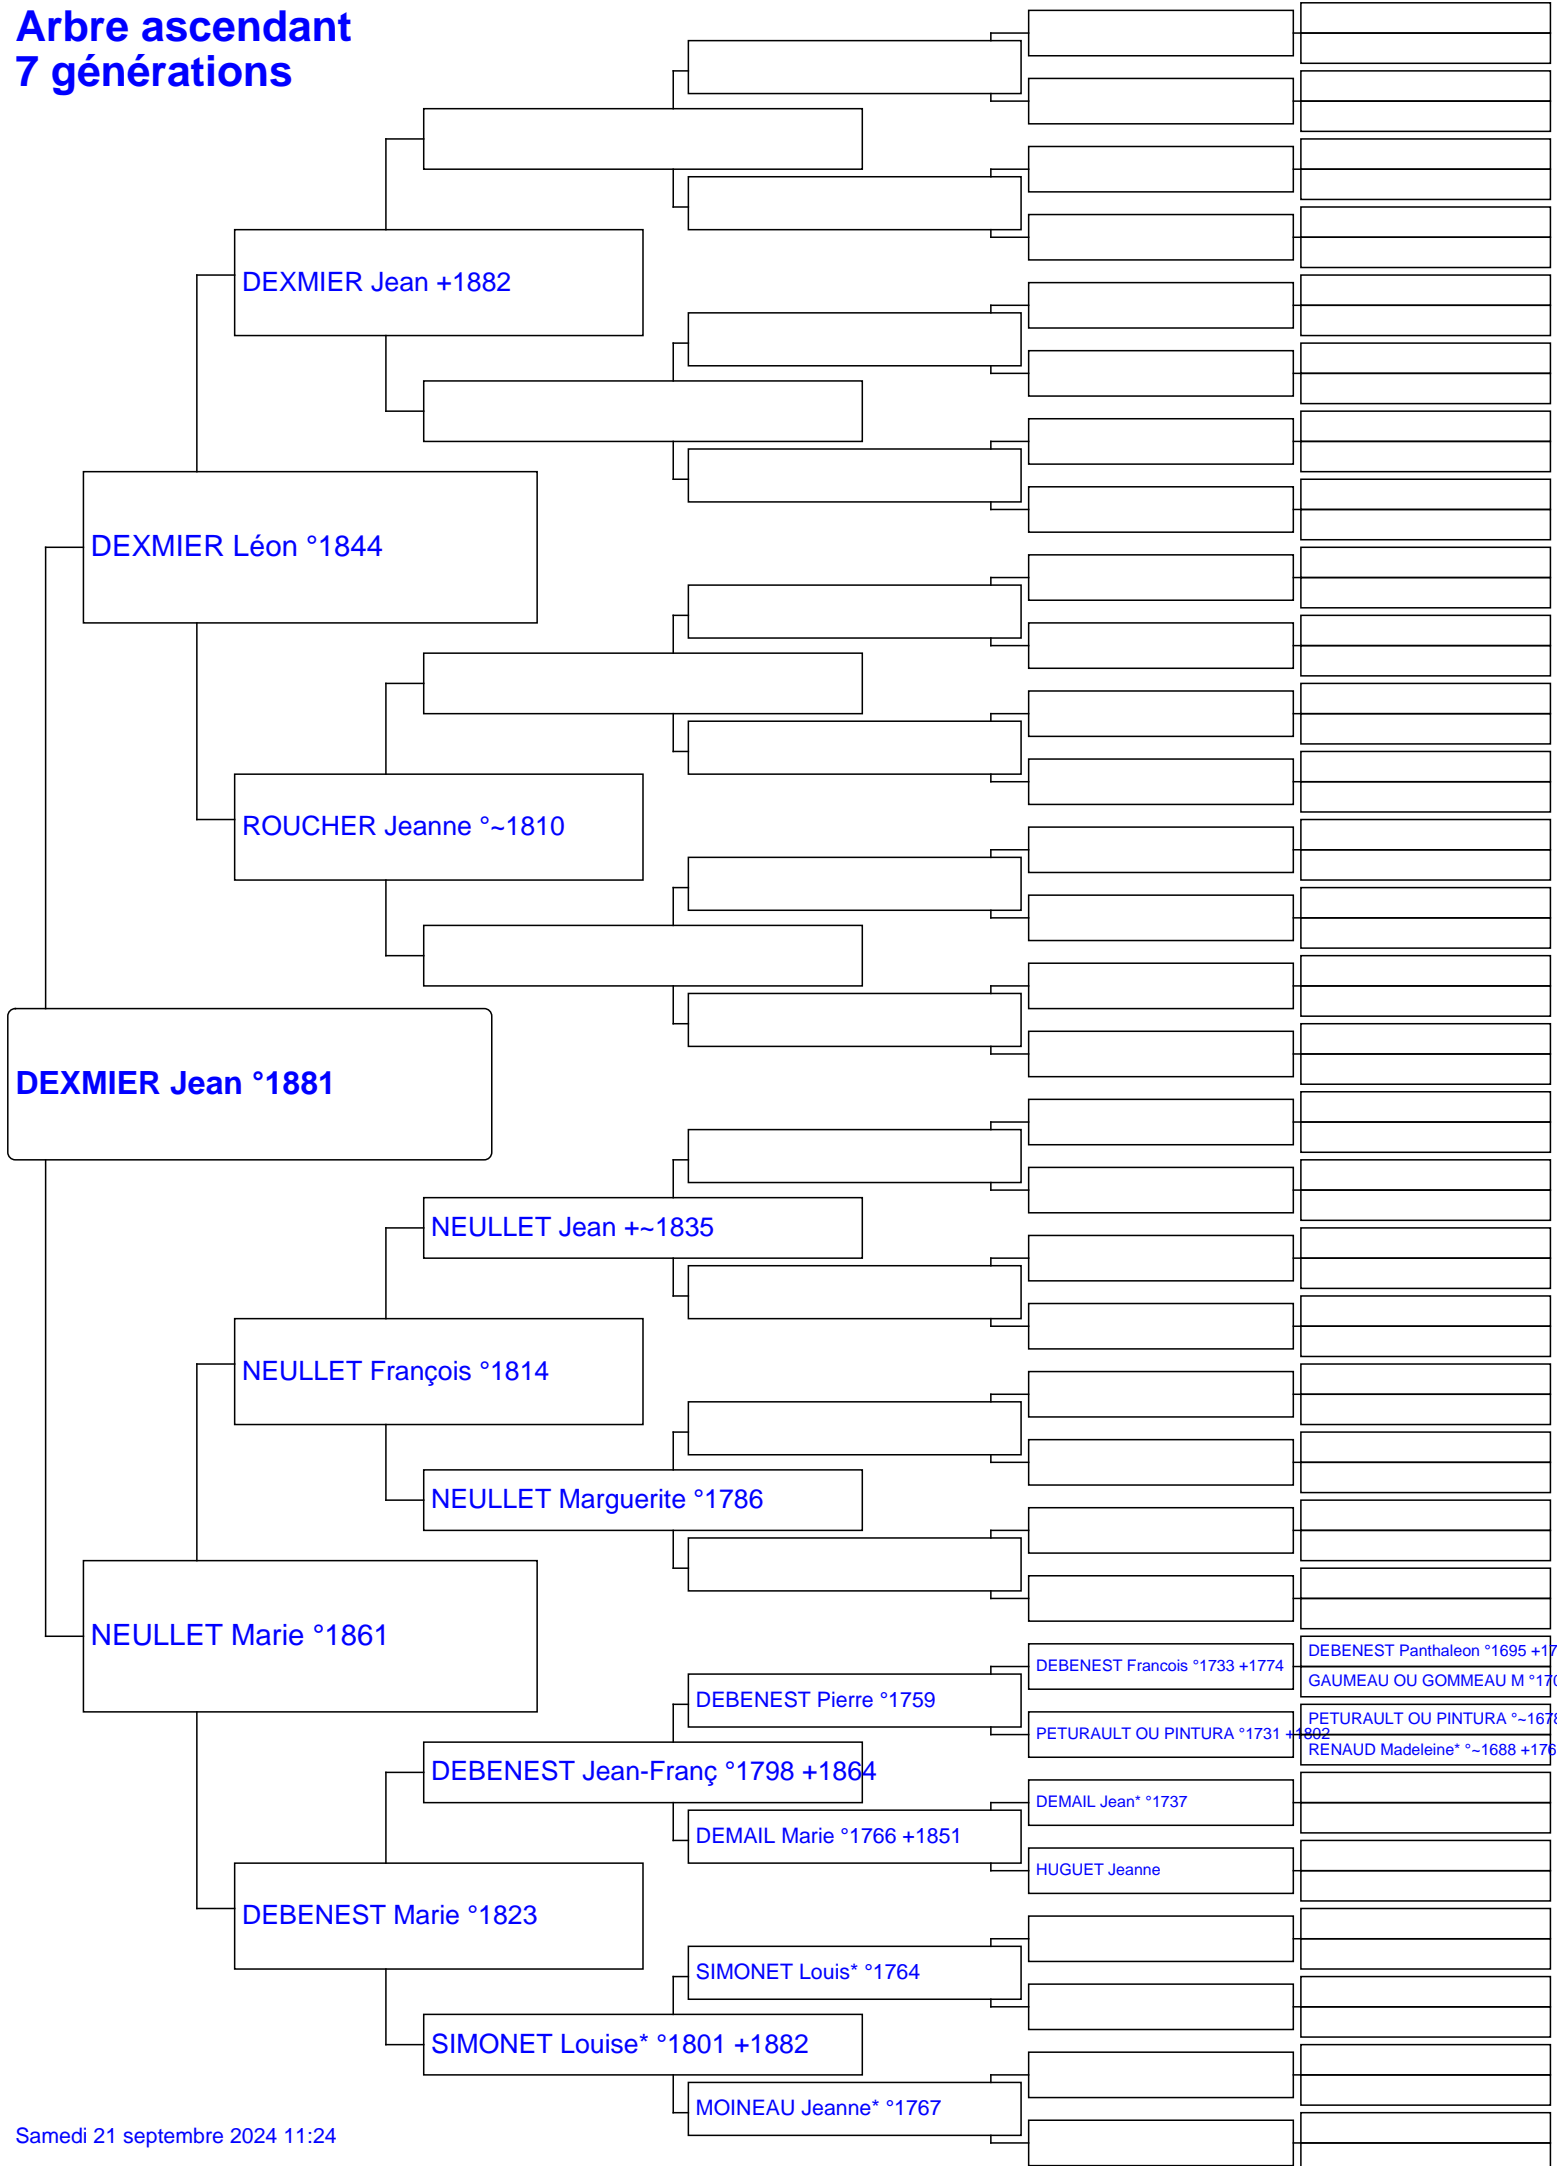 Arbre ascendant
7 générations
DEXMIER Jean +1882
DEXMIER Léon °1844
ROUCHER Jeanne °~1810
DEXMIER Jean °1881
NEULLET Jean +~1835
NEULLET François °1814
NEULLET Marguerite °1786
NEULLET Marie °1861
DEBENEST Panthaleon °1695 +17
DEBENEST Francois °1733 +1774
GAUMEAU OU GOMMEAU M °170
DEBENEST Pierre °1759
PETURAULT OU PINTURA °~1678
PETURAULT OU PINTURA °1731 +1802
RENAUD Madeleine* °~1688 +176
DEBENEST Jean-Franç °1798 +1864
DEMAIL Jean* °1737
DEMAIL Marie °1766 +1851
HUGUET Jeanne
DEBENEST Marie °1823
SIMONET Louis* °1764
SIMONET Louise* °1801 +1882
MOINEAU Jeanne* °1767
Samedi 21 septembre 2024 11:24